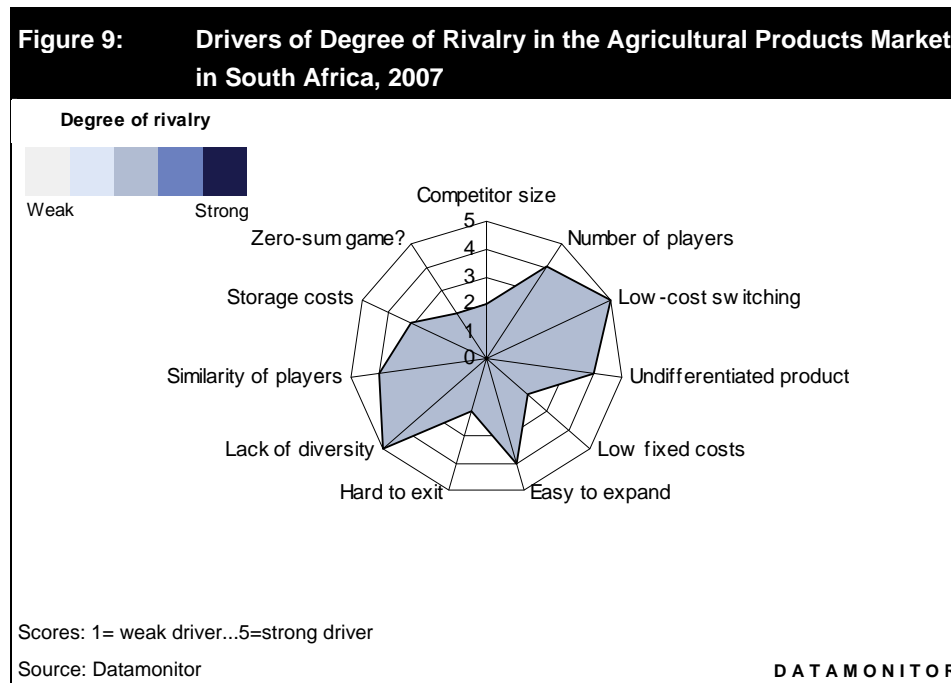 Figure 9: Drivers of Degree of Rivalry in the Agricultural Products Market
in South Africa, 2007
Degree of rivalry
Weak Strong
Competitor size
Number of players
Low-cost switching
Undifferentiated product
Low fixed costs
Easy to expand
Hard to exit
Lack of diversity
Similarity of players
Storage costs
Zero-sum game?
5
4
3
2
1
0
Scores: 1= weak driver...5=strong driver
Source: Datamonitor
DATAMONITOR